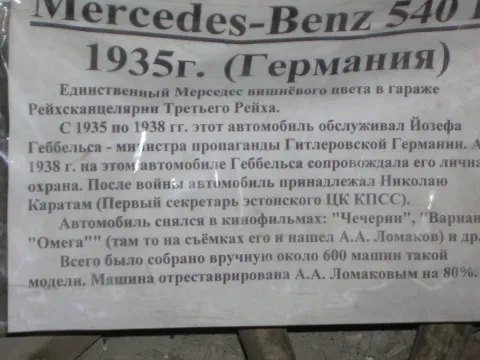 Mercedes-Benz 540
1935г. (Германия)
Единственный Мерседес вишнёвого цвета в гараже
Рейхсканцелярии Третьего Рейха.
С 1935 по 1938 гг. этот автомобиль обслуживал Йозефа
Геббельса - министра пропаганды Гитлеровской Германии. А
1938 г. на этом автомобиле Геббельса сопровождала его лична
охрана. После войны автомобиль принадлежал Николаю
Каратам (Первый секретарь эстонского ЦК КПСС).
Автомобиль снялся в кинофильмах: "Чечерин", "Вариан
"Омега"" (там то на съёмках его и нашел А.А. Ломаков) и др.
Всего было собрано вручную около 600 машин такой
модели. Машина отреставрирована А.А. Ломаковым на 80%.